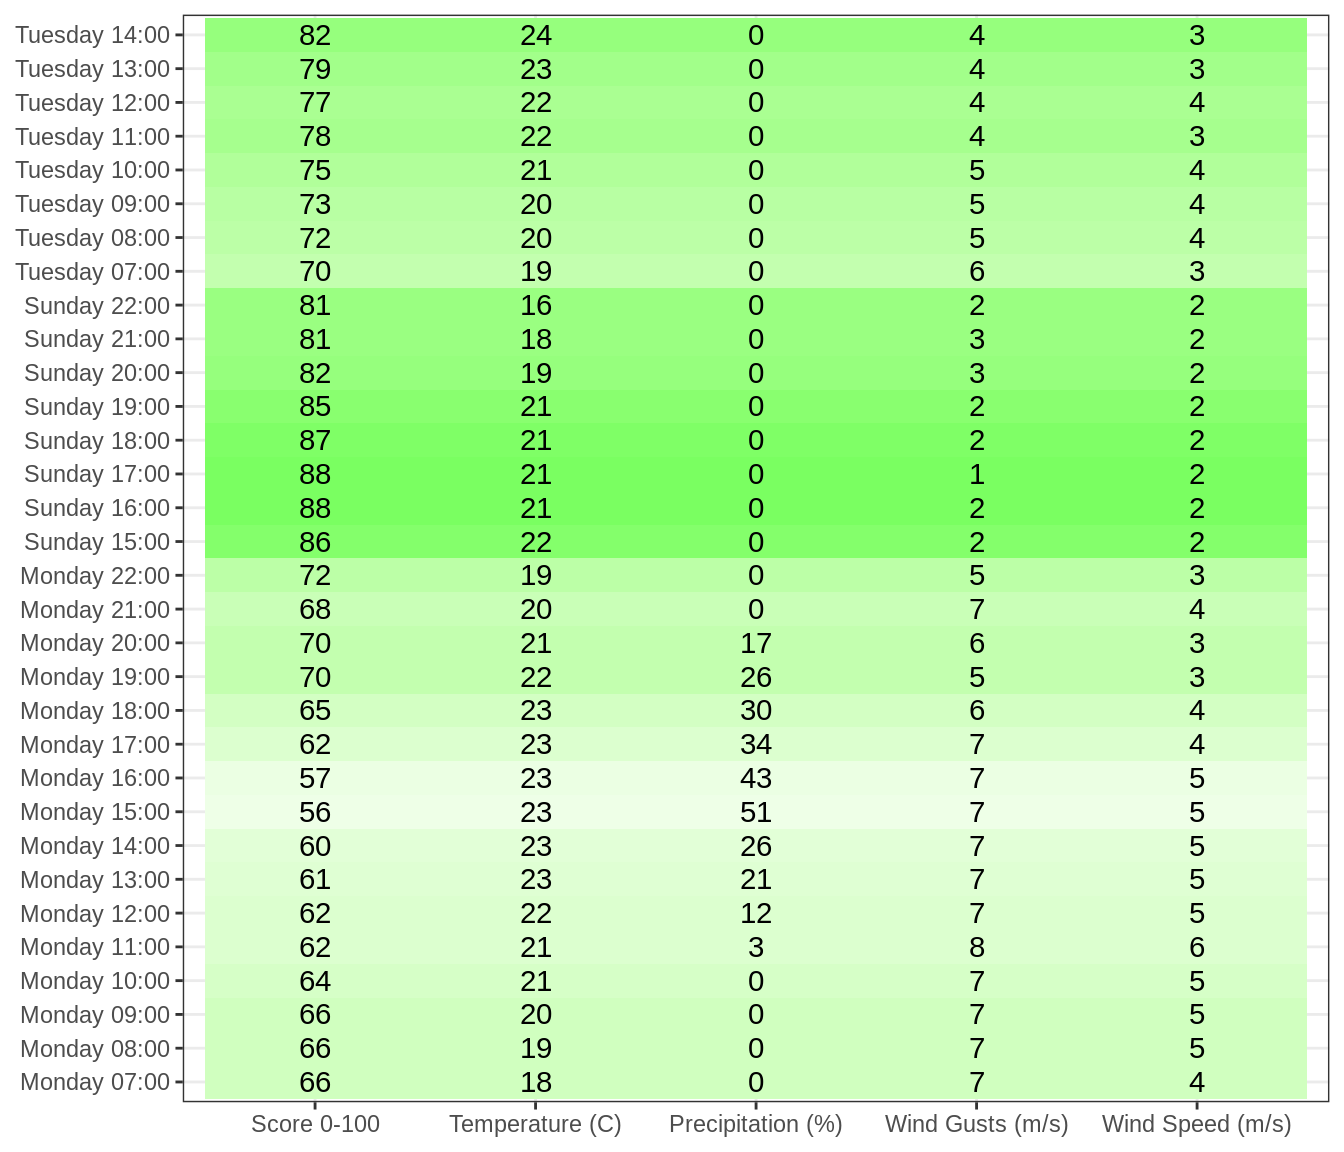 Tuesday 14:00 82 24 0 4 3
Tuesday 13:00 79 23 0 4 3
Tuesday 12:00 77 22 0 4 4
Tuesday 11:00 78 22 0 4 3
Tuesday 10:00 75 21 0 5 4
Tuesday 09:00 73 20 0 5 4
Tuesday 08:00 72 20 0 5 4
Tuesday 07:00 70 19 0 6 3
Sunday 22:00 81 16 0 2 2
Sunday 21:00 81 18 0 3 2
Sunday 20:00 82 19 0 3 2
Sunday 19:00 85 21 0 2 2
Sunday 18:00 87 21 0 2 2
Sunday 17:00 88 21 0 1 2
Sunday 16:00 88 21 0 2 2
Sunday 15:00 86 22 0 2 2
Monday 22:00 72 19 0 5 3
Monday 21:00 68 20 0 7 4
Monday 20:00 70 21 17 6 3
Monday 19:00 70 22 26 5 3
Monday 18:00 65 23 30 6 4
Monday 17:00 62 23 34 7 4
Monday 16:00 57 23 43 7 5
Monday 15:00 56 23 51 7 5
Monday 14:00 60 23 26 7 5
Monday 13:00 61 23 21 7 5
Monday 12:00 62 22 12 7 5
Monday 11:00 62 21 3 8 6
Monday 10:00 64 21 0 7 5
Monday 09:00 66 20 0 7 5
Monday 08:00 66 19 0 7 5
Monday 07:00 66 18 0 7 4
Score 0-100 Temperature (C) Precipitation (%) Wind Gusts (m/s) Wind Speed (m/s)